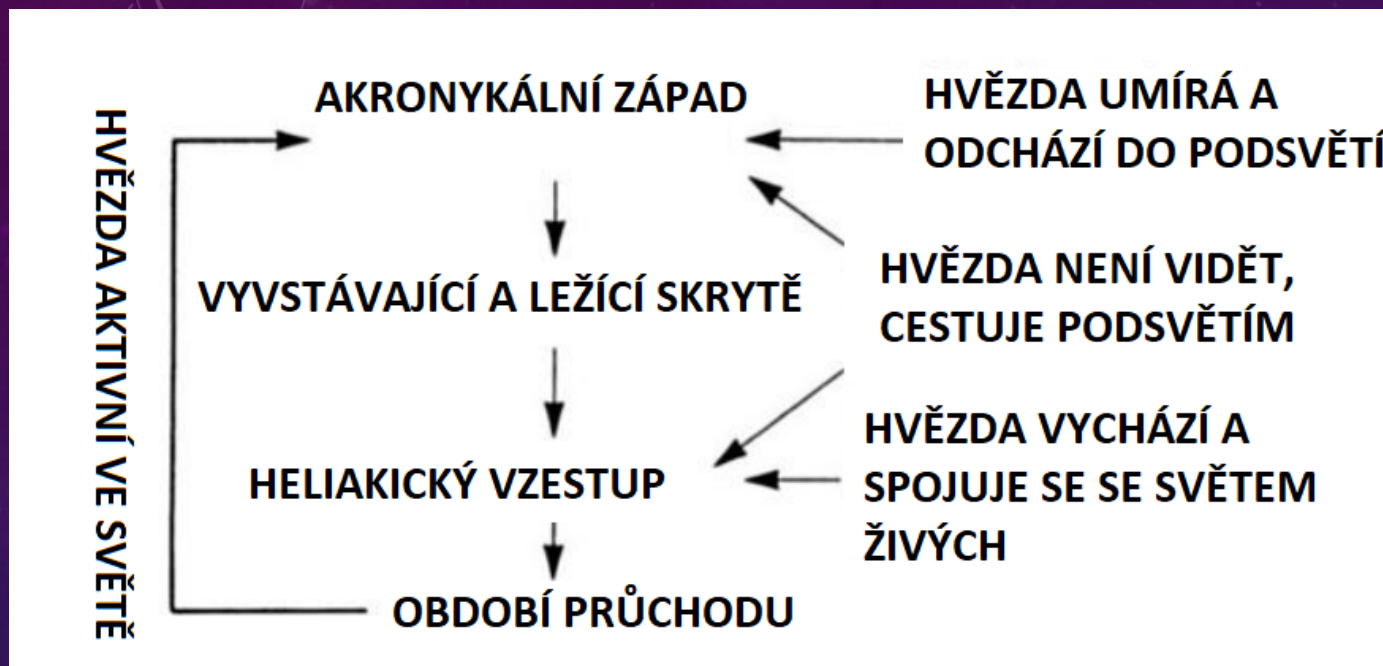 AKRONYKÁLNÍ ZÁPAD
HVĚZDA UMÍRÁ A
ODCHÁZÍ DO PODSVĚTÍ
HVĚZDA NENÍ VIDĚT,
CESTUJE PODSVĚTÍM
VYVSTÁVAJÍCÍ A LEŽÍCÍ SKRYTĚ
HVĚZDA VYCHÁZÍ A
SPOJUJE SE SE SVĚTEM
ŽIVÝCH
HELIAKICKÝ VZESTUP
OBDOBÍ PRŮCHODU
HVĚZDA AKTIVNÍ VE SVĚTĚ